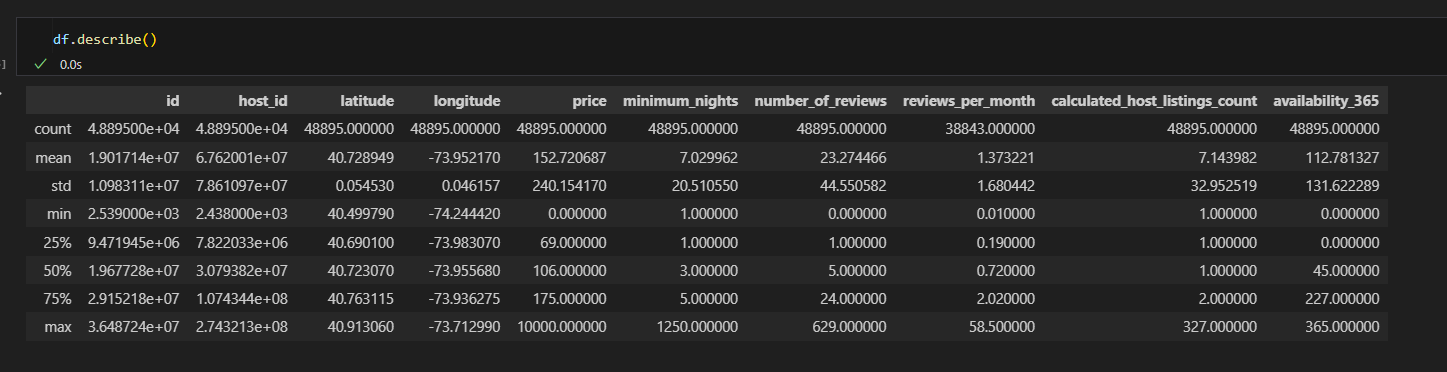 df.describe()
] ✓ 0.0s
id host_id latitude longitude price minimum_nights number_of_reviews reviews_per_month calculated_host_listings_count availability_365
count 4.889500e+04 4.889500e+04 48895.000000 48895.000000 48895.000000 48895.000000 48895.000000 38843.000000 48895.000000 48895.000000
mean 1.901714e+07 6.762001e+07 40.728949 -73.952170 152.720687 7.029962 23.274466 1.373221 7.143982 112.781327
std 1.098311e+07 7.861097e+07 0.054530 0.046157 240.154170 20.510550 44.550582 1.680442 32.952519 131.622289
min 2.539000e+03 2.438000e+03 40.499790 -74.244420 0.000000 1.000000 0.000000 0.010000 1.000000 0.000000
25% 9.471945e+06 7.822033e+06 40.690100 -73.983070 69.000000 1.000000 1.000000 0.190000 1.000000 0.000000
50% 1.967728e+07 3.079382e+07 40.723070 -73.955680 106.000000 3.000000 5.000000 0.720000 1.000000 45.000000
75% 2.915218e+07 1.074344e+08 40.763115 -73.936275 175.000000 5.000000 24.000000 2.020000 2.000000 227.000000
max 3.648724e+07 2.743213e+08 40.913060 -73.712990 10000.000000 1250.000000 629.000000 58.500000 327.000000 365.000000